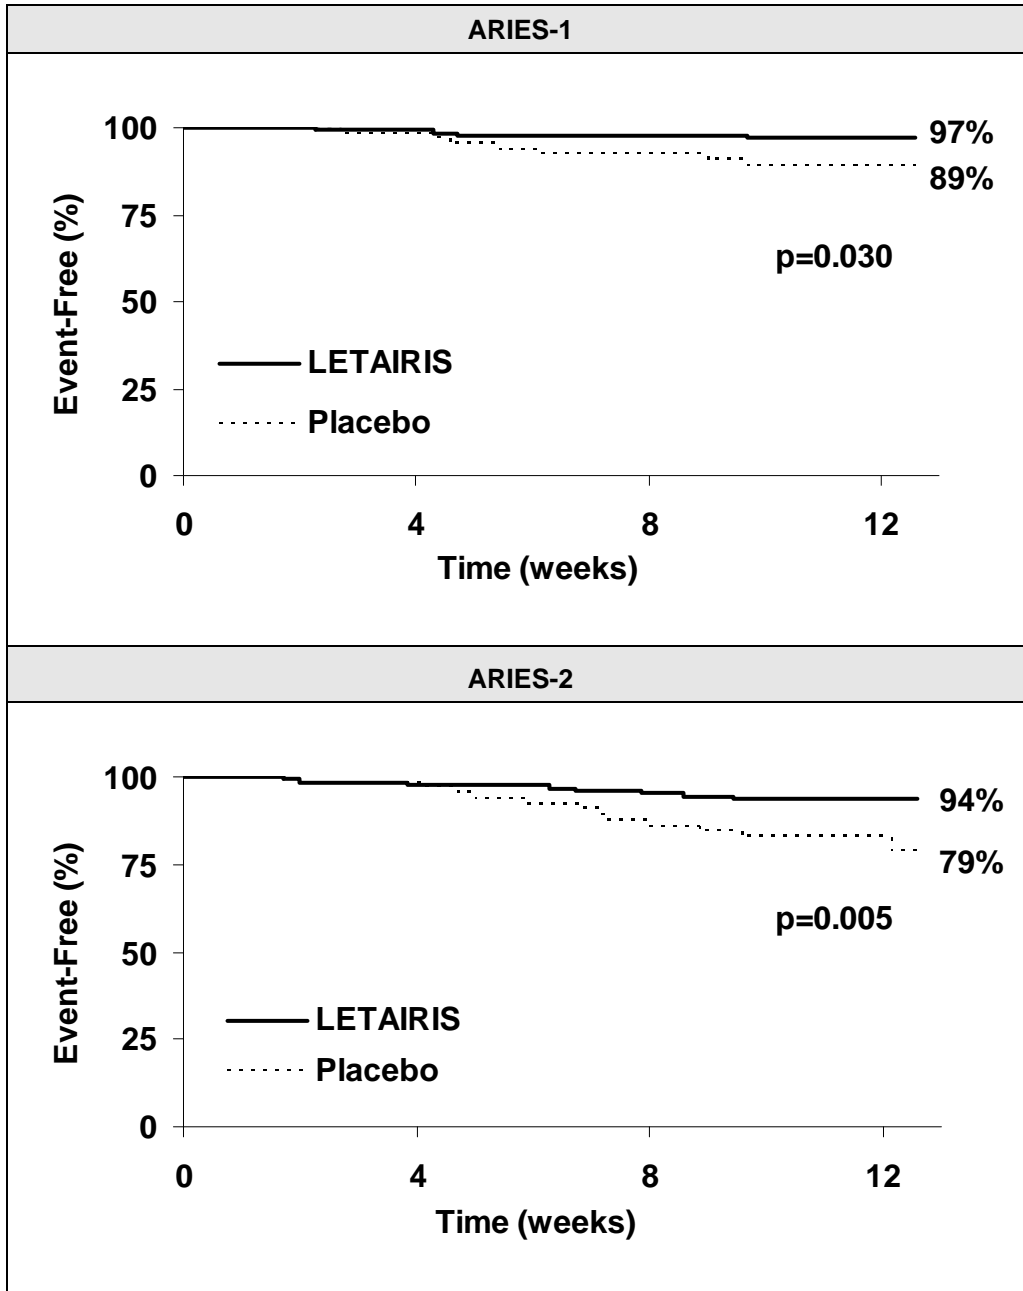 ARIES-1
100
97%
89%
75
p=0.030
50
LETAIRIS
25
Placebo
0
0 4 8 12
Time (weeks)
Event-Free (%)
ARIES-2
100
94%
79%
75
p=0.005
50
LETAIRIS
25
Placebo
0
0 4 8 12
Time (weeks)
Event-Free (%)